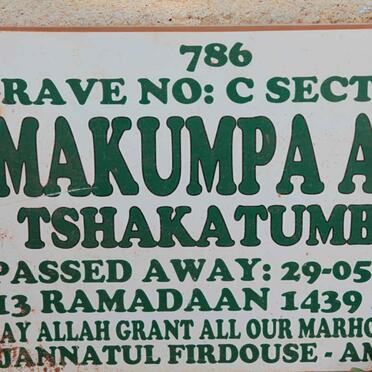 786
RAVE NO: C SECT
MAKUMPA A
TSHAKATUMB
PASSED AWAY: 29-05
13 RAMADAAN 1439
AY ALLAH GRANT ALL OUR MARHO
JANNATUL FIRDOUSE - AM